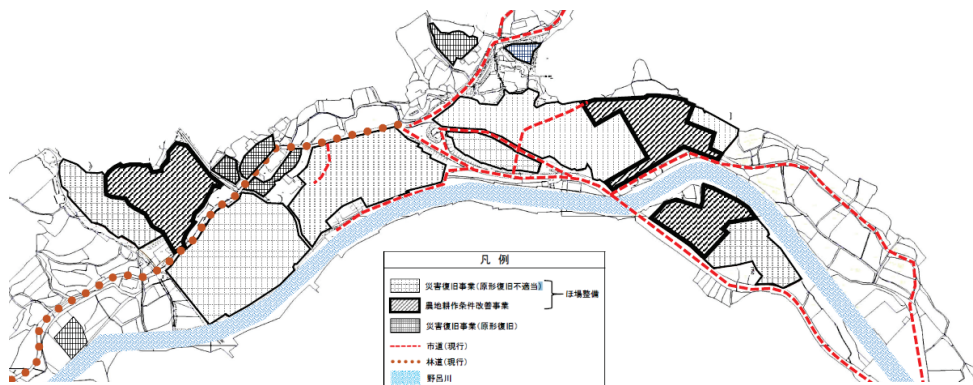 凡 例
災害復旧事業(原形復旧不適当)
ほ場整備
農地耕作条件改善事業
災害復旧事業(原形復旧)
市道(現行)
林道(現行)
野呂川